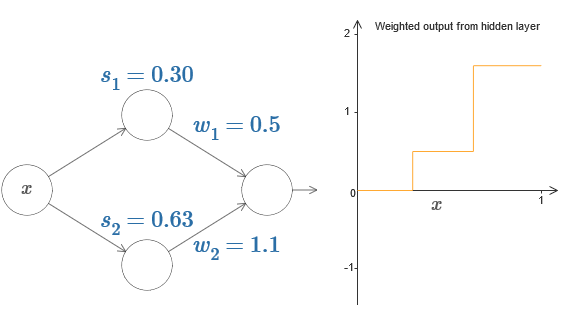 s₁ = 0.30
w₁ = 0.5
x
s₂ = 0.63
w₂ = 1.1
Weighted output from hidden layer
2
1
0
x
1
-1